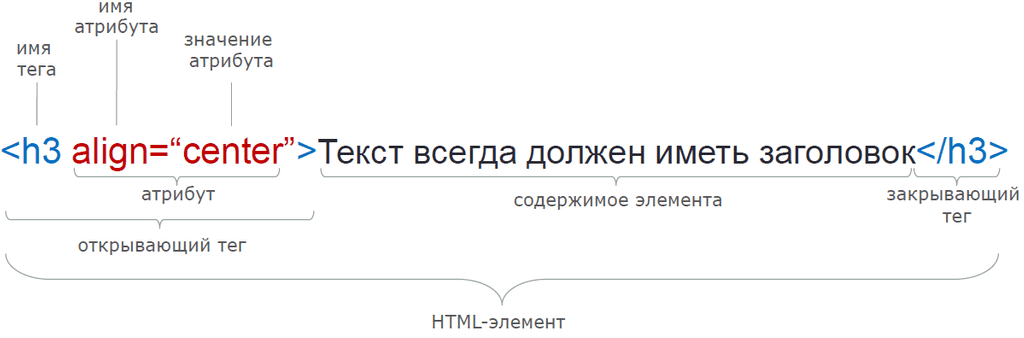 имя
атрибута
значение
атрибута
имя
тега
<h3 align=“center”>Текст всегда должен иметь заголовок</h3>
атрибут
содержимое элемента
закрывающий
тег
открывающий тег
HTML-элемент